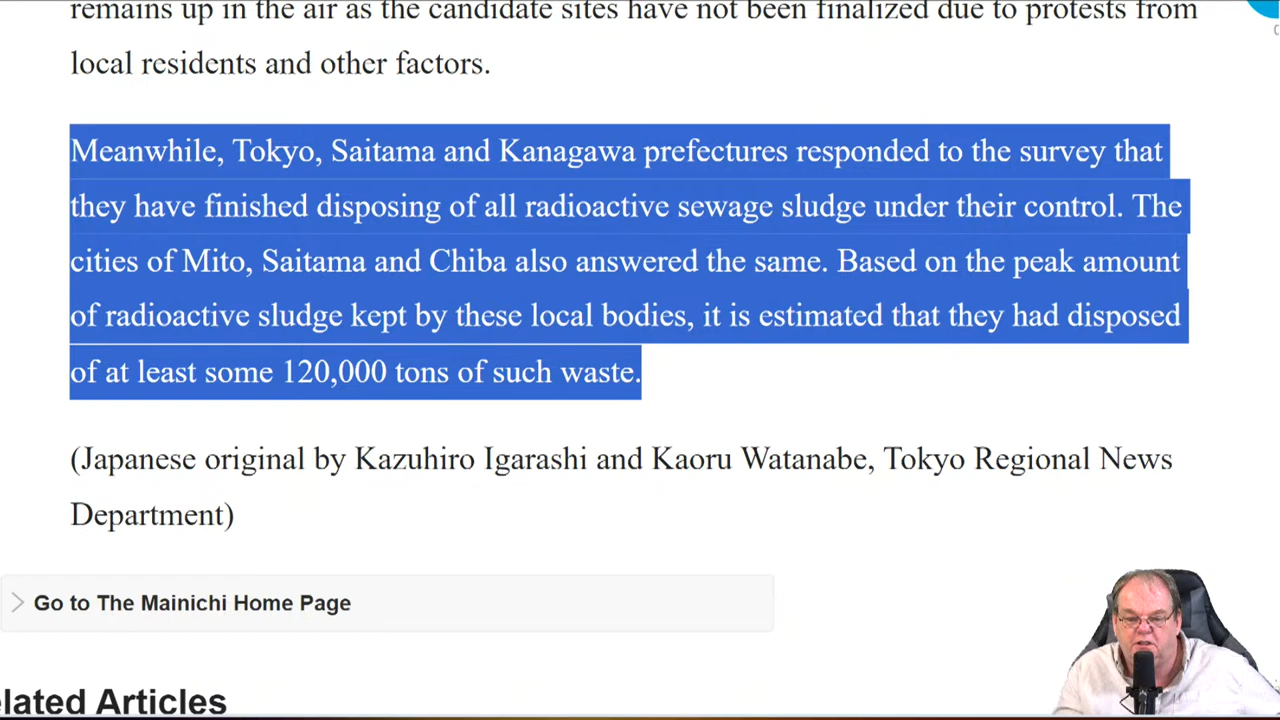 remains up in the air as the candidate sites have not been finalized due to protests from
local residents and other factors.
Meanwhile, Tokyo, Saitama and Kanagawa prefectures responded to the survey that
they have finished disposing of all radioactive sewage sludge under their control. The
cities of Mito, Saitama and Chiba also answered the same. Based on the peak amount
of radioactive sludge kept by these local bodies, it is estimated that they had disposed
of at least some 120,000 tons of such waste.
(Japanese original by Kazuhiro Igarashi and Kaoru Watanabe, Tokyo Regional News
Department)
Go to The Mainichi Home Page
elated Articles